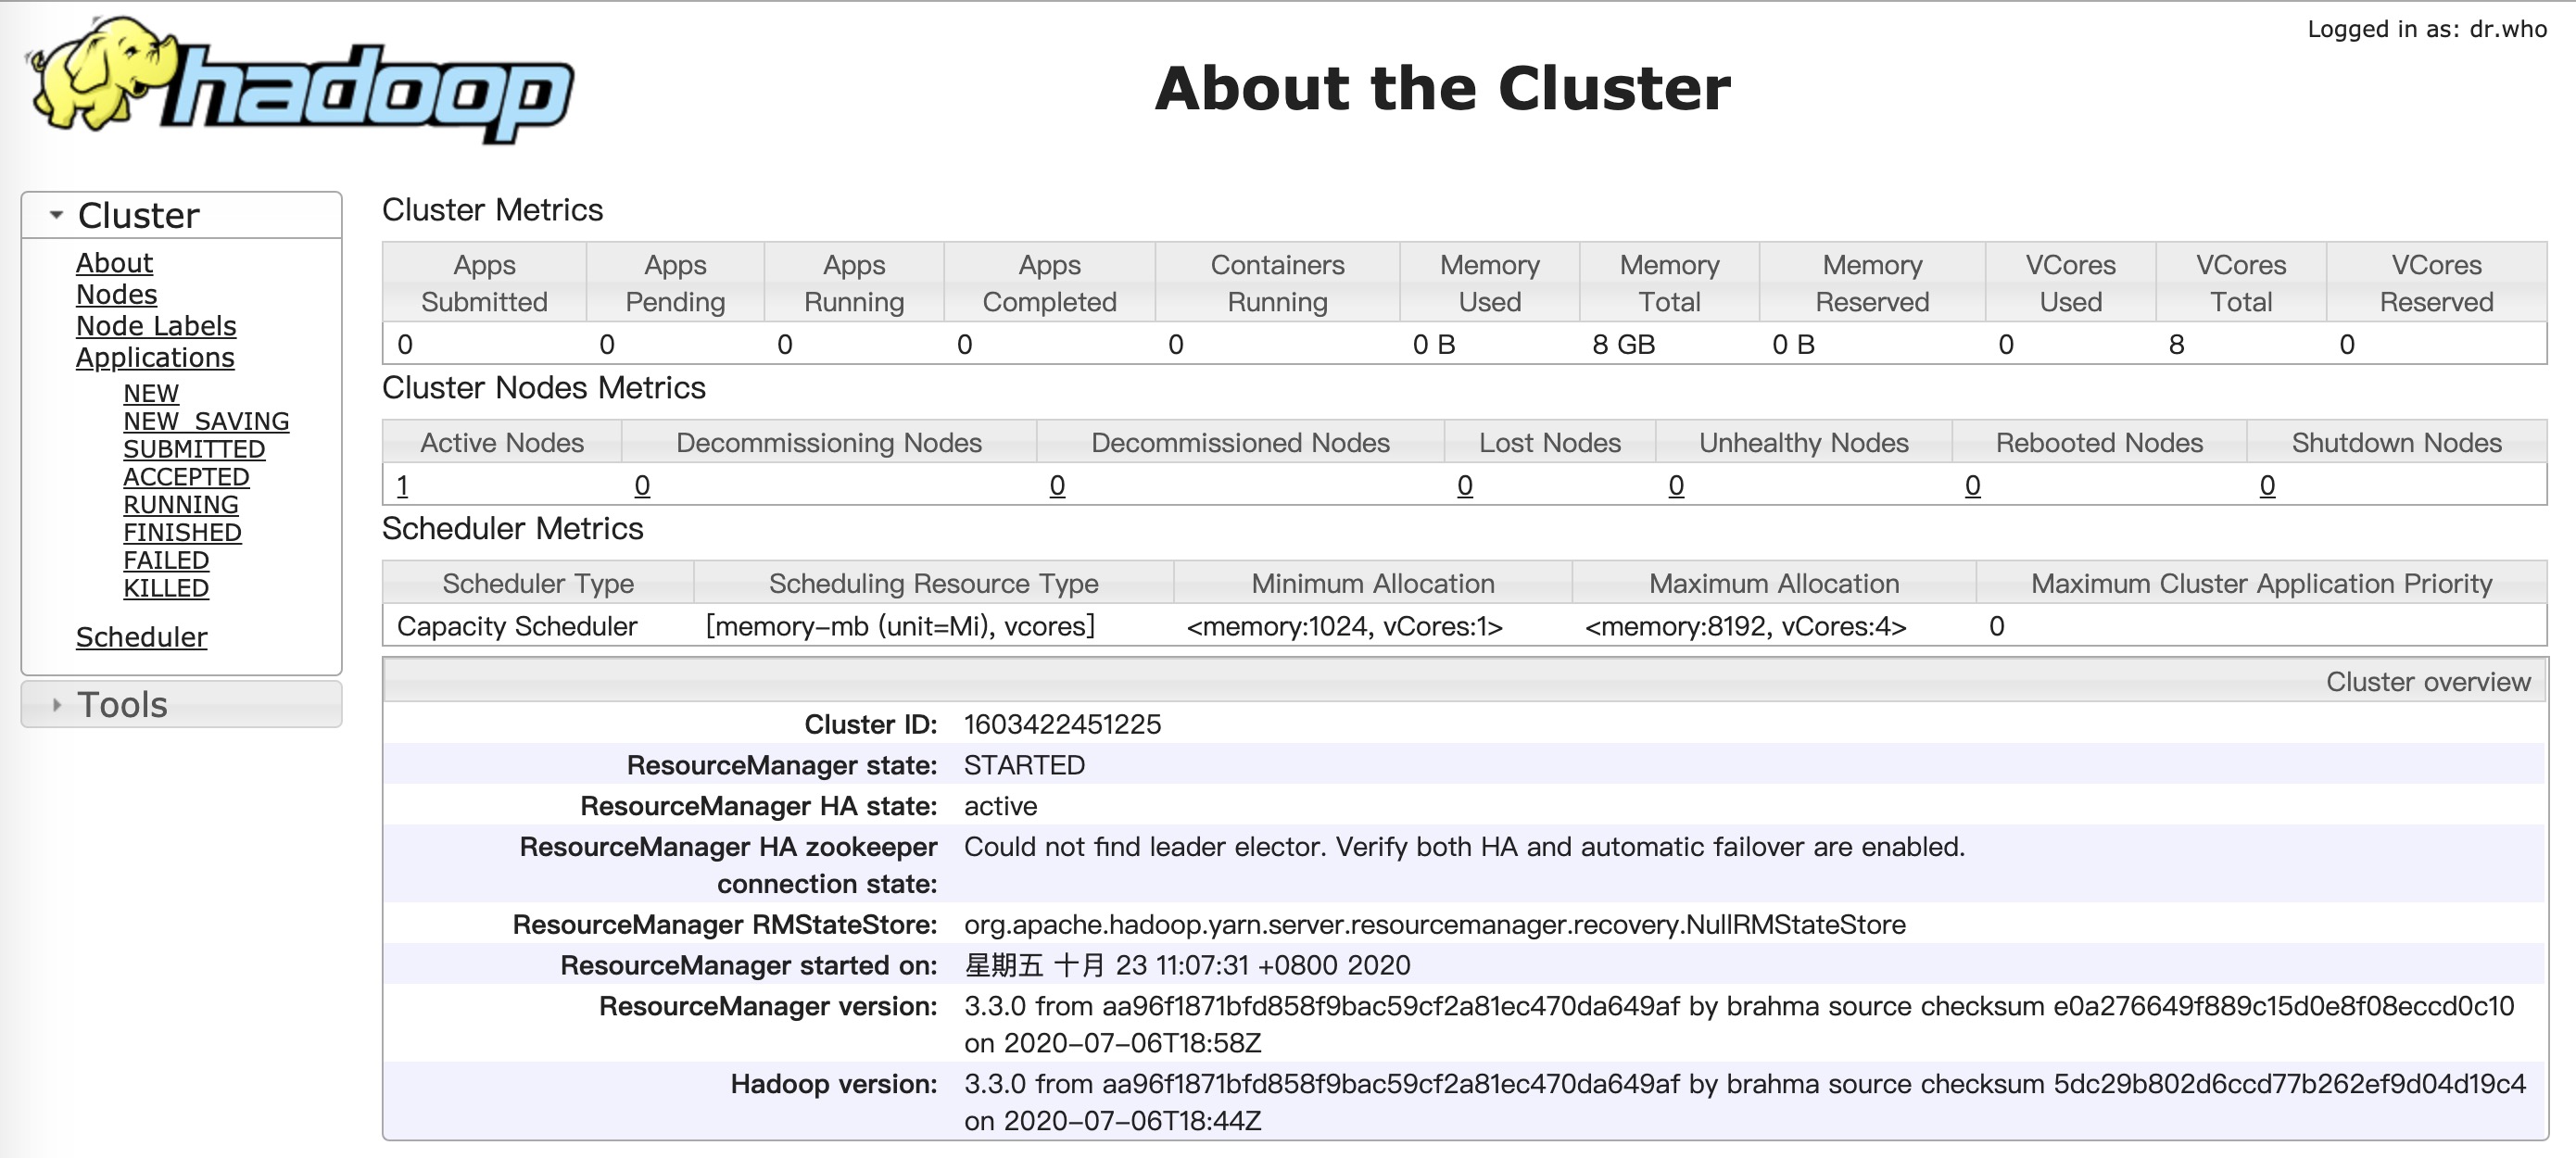 hadoop
Logged in as: dr.who
About the Cluster
Cluster
About
Nodes
Node Labels
Applications
NEW
NEW_SAVING
SUBMITTED
ACCEPTED
RUNNING
FINISHED
FAILED
KILLED
Scheduler
Tools
Cluster Metrics
Apps Submitted Apps Pending Apps Running Apps Completed Containers Running Memory Used Memory Total Memory Reserved VCores Used VCores Total VCores Reserved
0 0 0 0 0 0 B 8 GB 0 B 0 8 0
Cluster Nodes Metrics
Active Nodes Decommissioning Nodes Decommissioned Nodes Lost Nodes Unhealthy Nodes Rebooted Nodes Shutdown Nodes
1 0 0 0 0 0 0
Scheduler Metrics
Scheduler Type Scheduling Resource Type Minimum Allocation Maximum Allocation Maximum Cluster Application Priority
Capacity Scheduler [memory-mb (unit=Mi), vcores] <memory:1024, vCores:1> <memory:8192, vCores:4> 0
Cluster overview
Cluster ID: 1603422451225
ResourceManager state: STARTED
ResourceManager HA state: active
ResourceManager HA zookeeper connection state: Could not find leader elector. Verify both HA and automatic failover are enabled.
ResourceManager RMStateStore: org.apache.hadoop.yarn.server.resourcemanager.recovery.NullRMStateStore
ResourceManager started on: 星期五 十月 23 11:07:31 +0800 2020
ResourceManager version: 3.3.0 from aa96f1871bfd858f9bac59cf2a81ec470da649af by brahma source checksum e0a276649f889c15d0e8f08eccd0c10
on 2020-07-06T18:58Z
Hadoop version: 3.3.0 from aa96f1871bfd858f9bac59cf2a81ec470da649af by brahma source checksum 5dc29b802d6ccd77b262ef9d04d19c4
on 2020-07-06T18:44Z